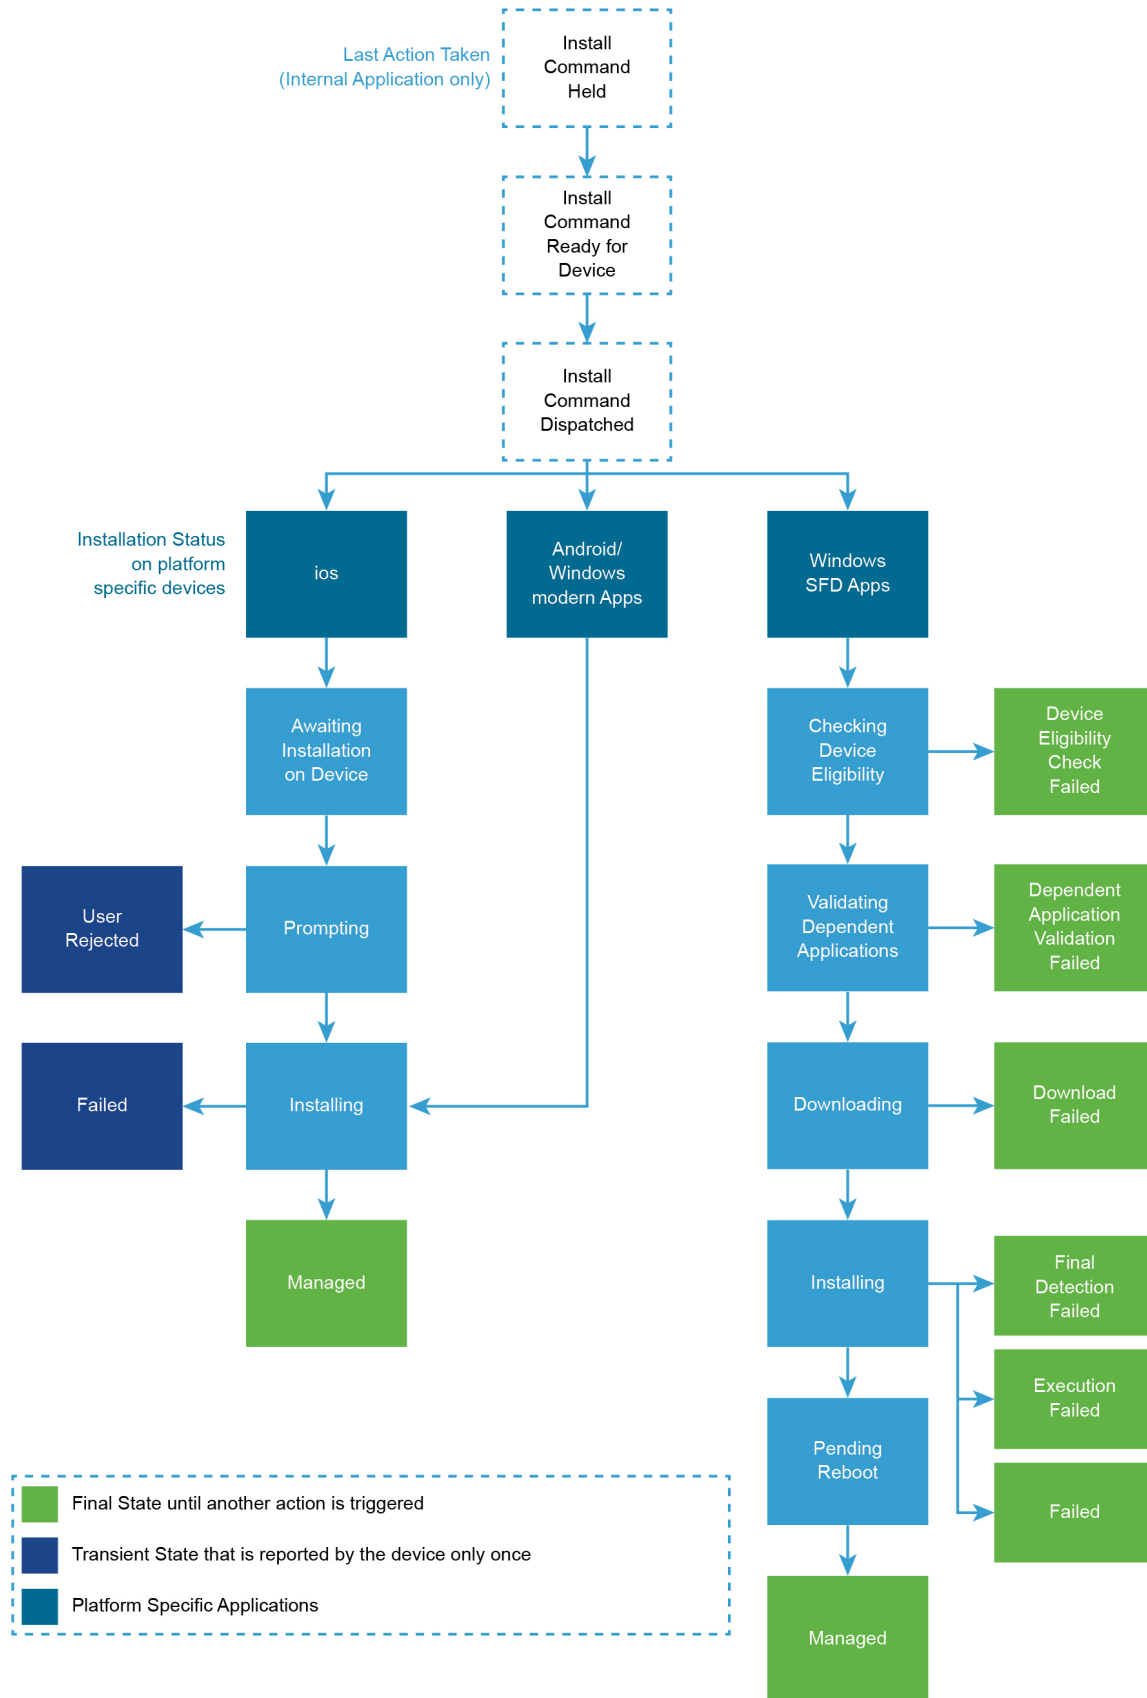 Last Action Taken
(Internal Application only)
Install
Command
Held
Install
Command
Ready for
Device
Install
Command
Dispatched
Installation Status
on platform
specific devices
ios
Android/
Windows
modern Apps
Windows
SFD Apps
Awaiting
Installation
on Device
Checking
Device
Eligibility
Device
Eligibility
Check
Failed
User
Rejected
Prompting
Validating
Dependent
Applications
Dependent
Application
Validation
Failed
Failed
Installing
Downloading
Download
Failed
Managed
Installing
Final
Detection
Failed
Execution
Failed
Pending
Reboot
Failed
Managed
Final State until another action is triggered
Transient State that is reported by the device only once
Platform Specific Applications